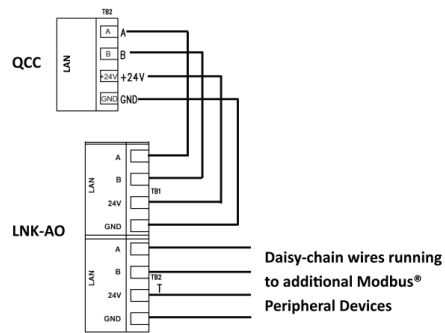 TB2
QCC
LAN
A A
B B
+24V +24V
GND GND
LNK-AO
LAN
A
B
TB1
24V
GND
LAN
A
B
TB2
24V
T
GND
Daisy-chain wires running
to additional Modbus®
Peripheral Devices